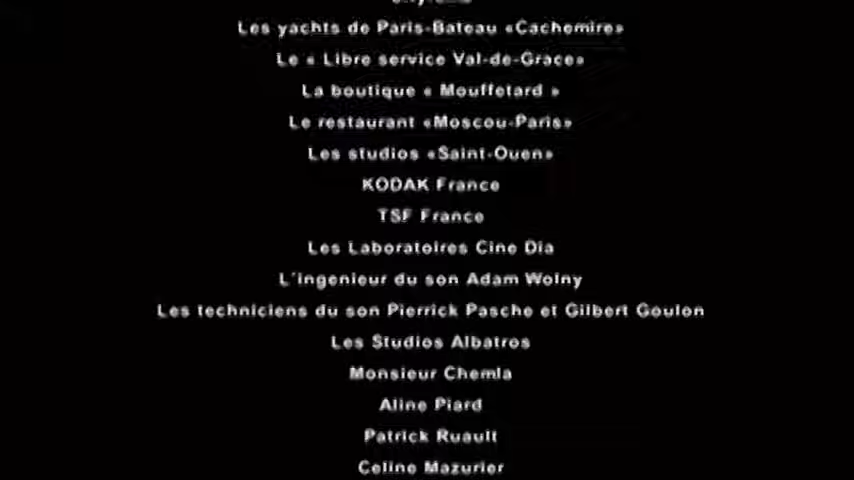 Les yachts de Paris-Bateau «Cachemire»
Le « Libre service Val-de-Grace»
La boutique « Mouffetard »
Le restaurant «Moscou-Paris»
Les studios «Saint-Ouen»
KODAK France
TSF France
Les Laboratoires Cine Dia
L'ingenieur du son Adam Wolny
Les techniciens du son Pierrick Pasche et Gilbert Goulon
Les Studios Albatros
Monsieur Chemla
Aline Piard
Patrick Ruault
Celine Mazurier